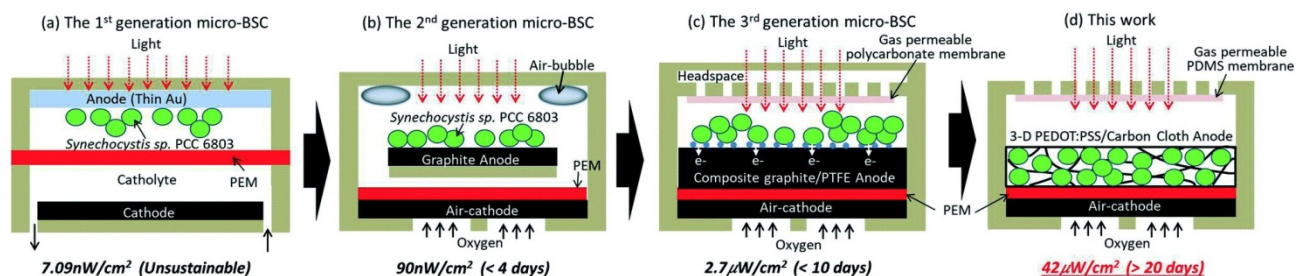 (a) The 1st generation micro-BSC
Light
Anode (Thin Au)
Synechocystis sp. PCC 6803
PEM
Catholyte
Cathode
7.09nW/cm² (Unsustainable)
(b) The 2nd generation micro-BSC
Light
Air-bubble
Synechocystis sp. PCC 6803
Graphite Anode
PEM
Air-cathode
Oxygen
90nW/cm² (< 4 days)
(c) The 3rd generation micro-BSC
Light
Gas permeable
polycarbonate membrane
Headspace
e- e- e- e-
Composite graphite/PTFE Anode
Air-cathode
PEM
Oxygen
2.7µW/cm² (< 10 days)
(d) This work
Light
Gas permeable
PDMS membrane
3-D PEDOT:PSS/Carbon Cloth Anode
Air-cathode
Oxygen
42µW/cm² (> 20 days)